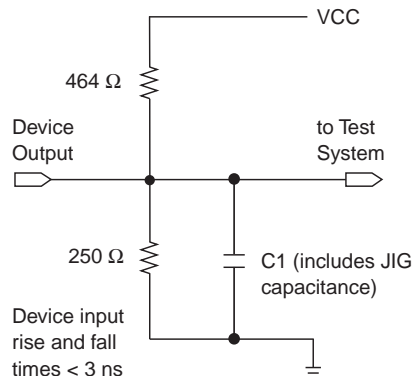 VCC
464 Ω
Device
Output
to Test
System
250 Ω
C1 (includes JIG
capacitance)
Device input
rise and fall
times < 3 ns